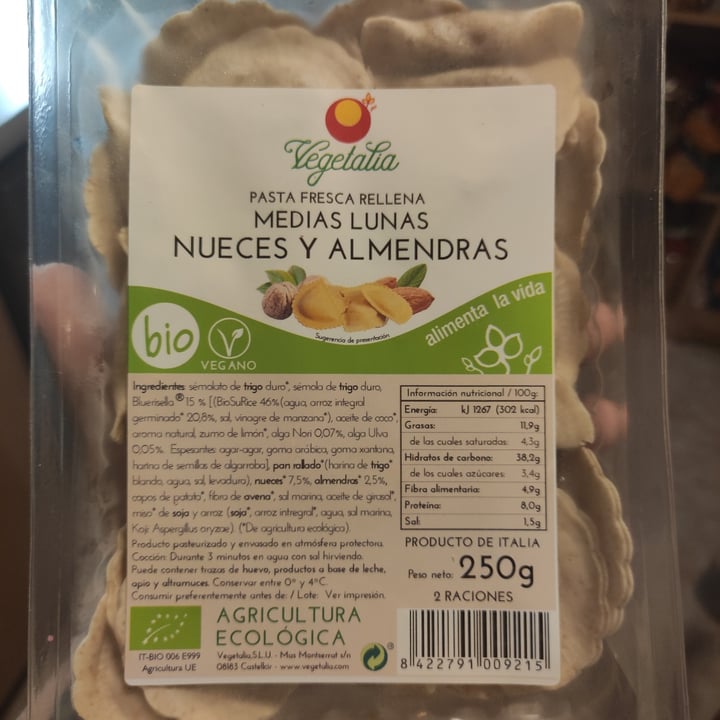 Vegetalia
PASTA FRESCA RELLENA
MEDIAS LUNAS
NUECES Y ALMENDRAS
Sugerencia de presentación
alimenta la vida
bio
V
VEGANO
Ingredientes: sémolato de trigo duro*, sémola de trigo duro,
Bluerisella® 15 % [(BioSuRice 46% (agua, arroz integral
germinado* 20,8%, sal, vinagre de manzana*), aceite de coco*,
aroma natural, zumo de limón*, alga Nori 0,07%, alga Ulva
0,05%. Espesantes: agar-agar, goma arábica, goma xantana,
harina de semillas de algarroba], pan rallado* (harina de trigo*
blando, agua, sal, levadura), nueces* 7,5%, almendras* 2,5%,
copos de patata*, fibra de avena*, sal marina, aceite de girasol*,
miso* de soja y arroz (soja*, arroz intregral*, agua, sal marina,
Koji: Aspergillus oryzae). (*De agricultura ecológica).
Producto pasteurizado y envasado en atmósfera protectora.
Cocción: Durante 3 minutos en agua con sal hirviendo.
Puede contener trazas de huevo, productos a base de leche,
apio y altramuces. Conservar entre 0º y 4ºC.
Consumir preferentemente antes de: / Lote: Ver impresión.
Información nutricional / 100g:
Energía: kJ 1267 (302 kcal)
Grasas: 11,9g
de las cuales saturadas: 4,3g
Hidratos de carbono: 38,2g
de los cuales azúcares: 3,4g
Fibra alimentaria: 4,9g
Proteína: 8,0g
Sal: 1,5g
PRODUCTO DE ITALIA
Peso neto: 250g
2 RACIONES
IT-BIO 006 E999
Agricultura UE
AGRICULTURA
ECOLÓGICA
Vegetalia, S.L.U. - Mas Montserrat s/n
08183 Castellcir - www.vegetalia.com
8 422791 009215